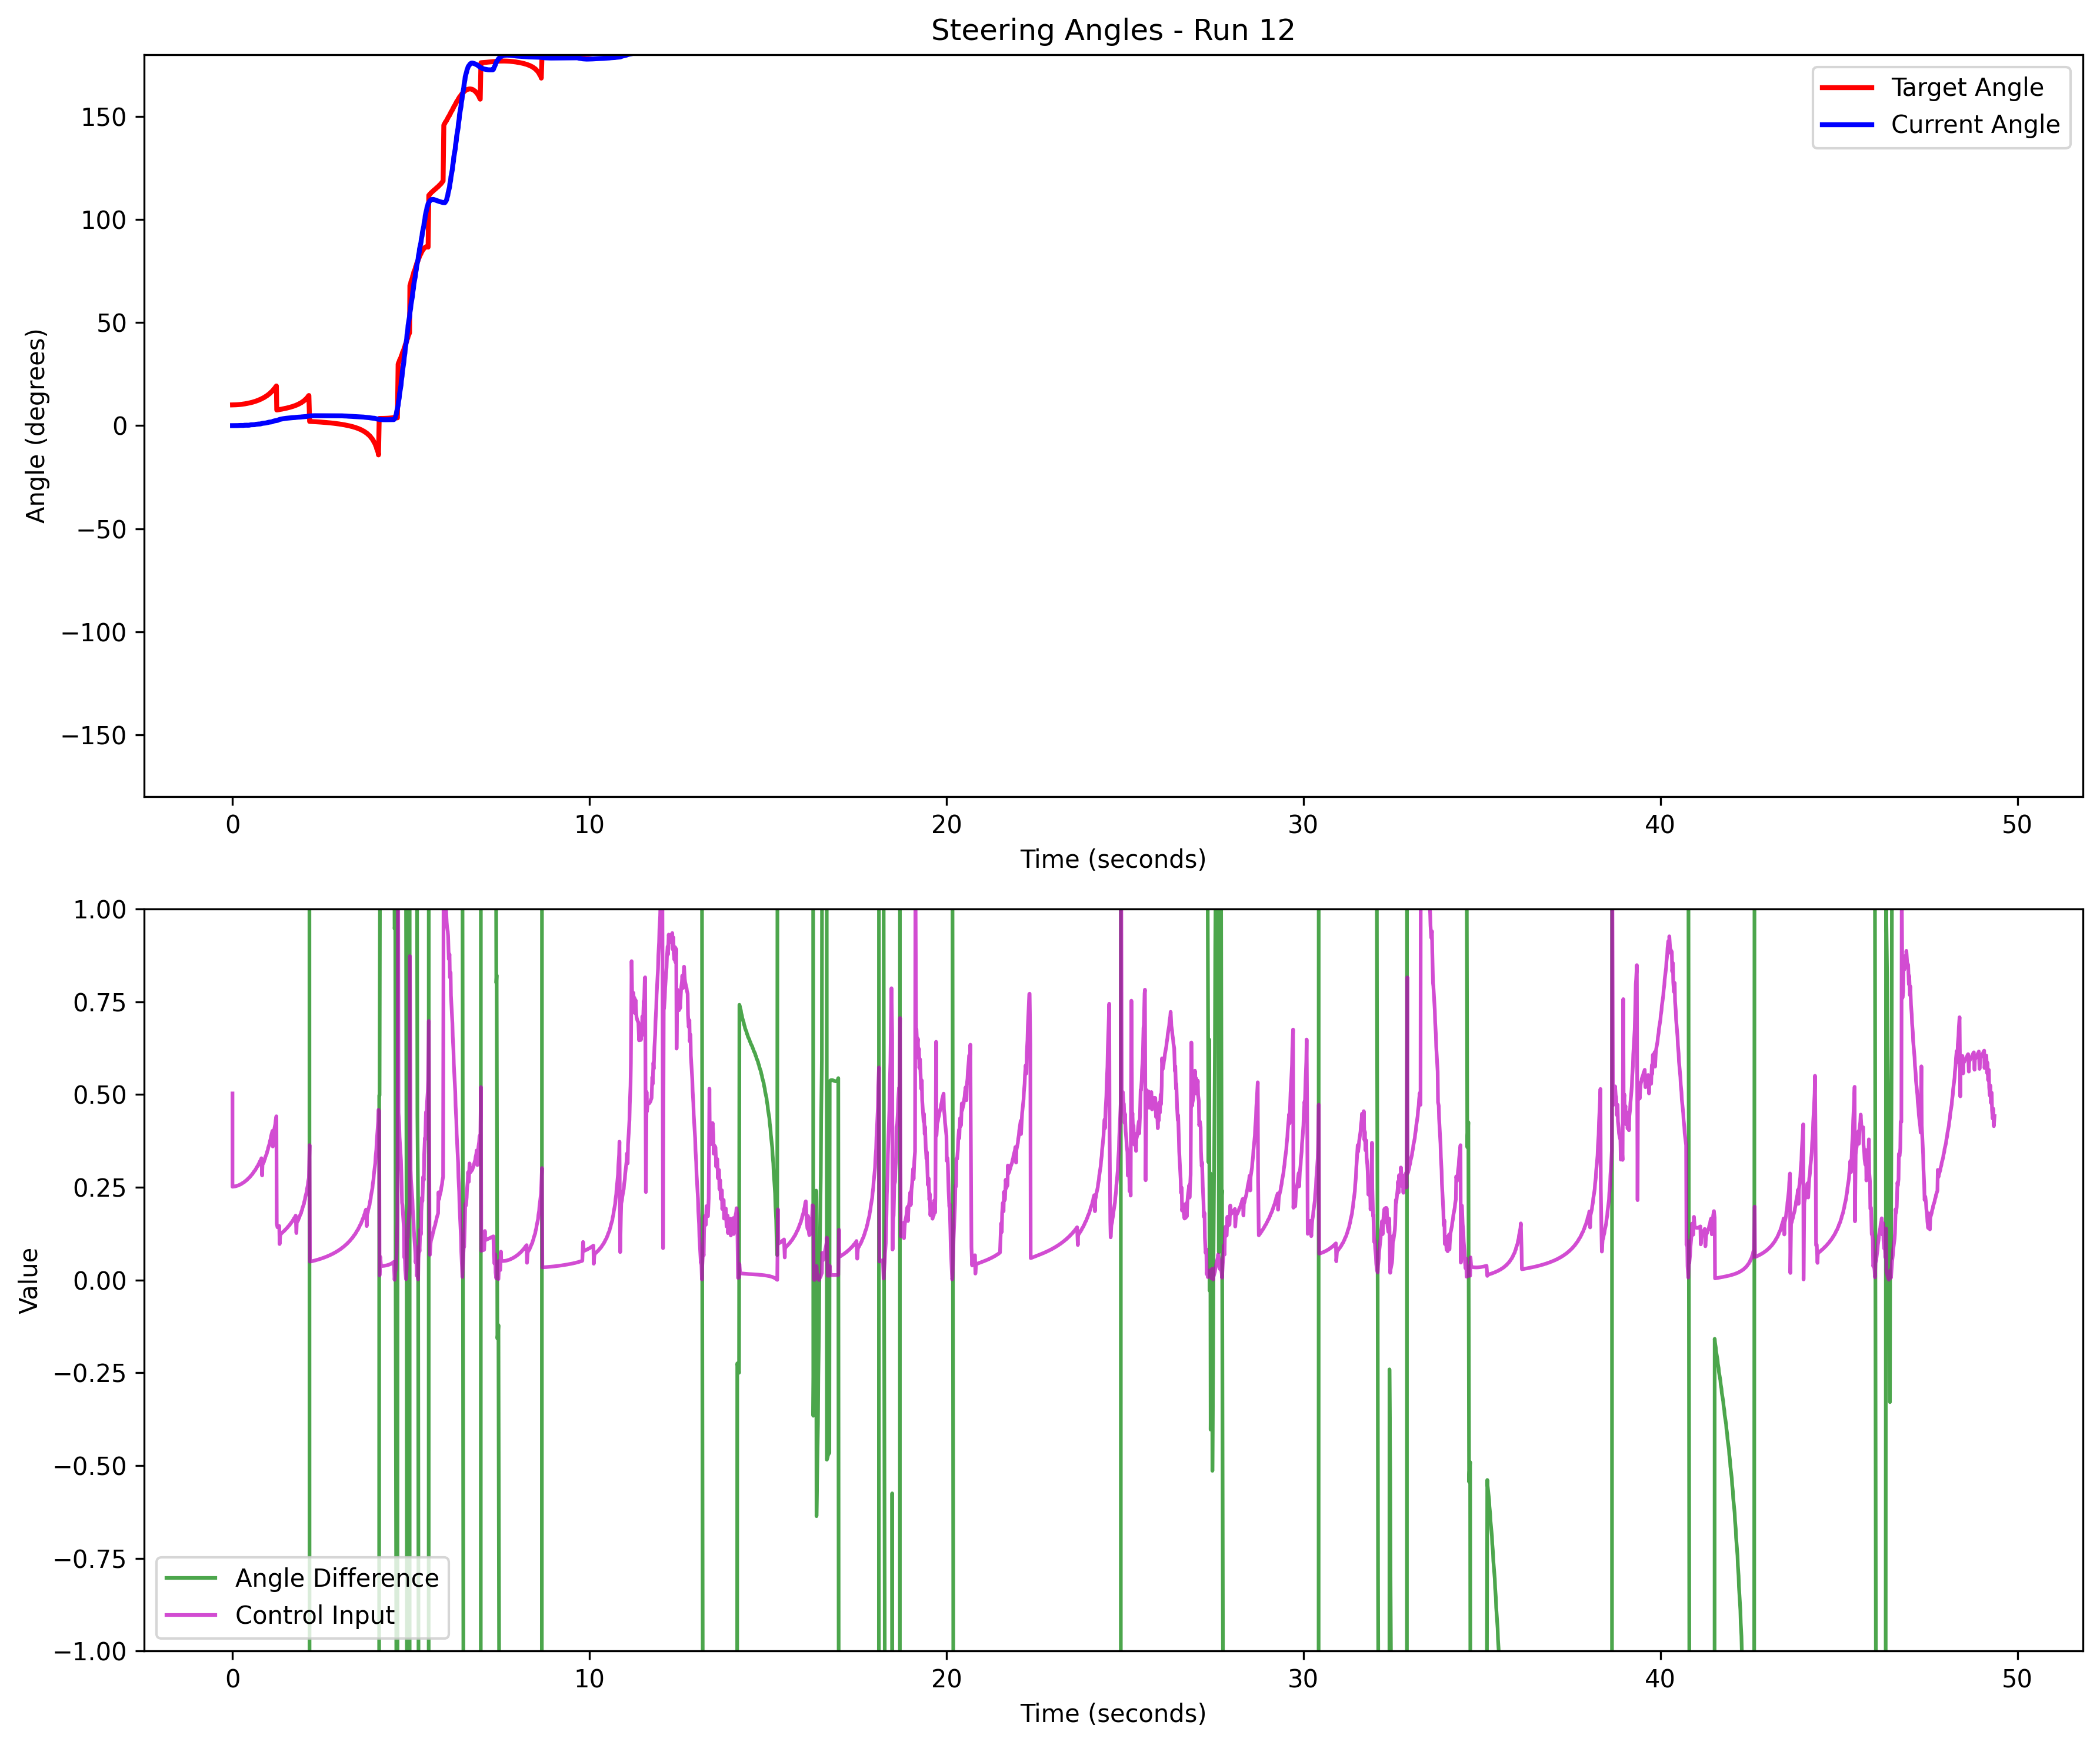 Steering Angles - Run 12
Target Angle
Current Angle
150
100
50
0
−50
−100
−150
Angle (degrees)
0 10 20 30 40 50
Time (seconds)
1.00
0.75
0.50
0.25
0.00
−0.25
−0.50
−0.75
−1.00
Value
Angle Difference
Control Input
0 10 20 30 40 50
Time (seconds)